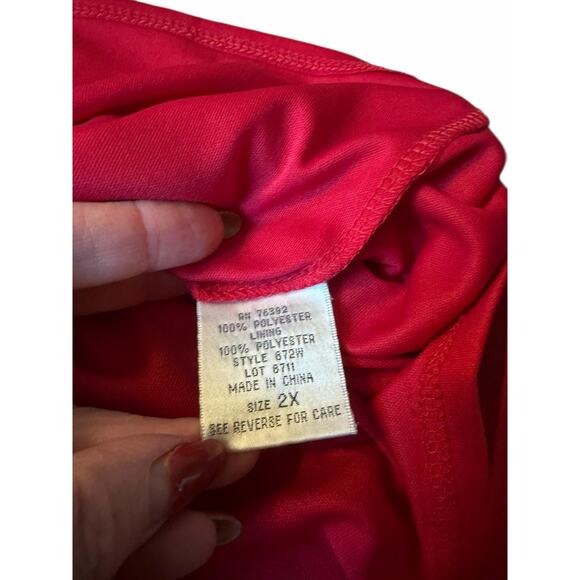 RN 76392
100% POLYESTER
LINING
100% POLYESTER
STYLE 672W
LOT 6711
MADE IN CHINA
SIZE 2X
SEE REVERSE FOR CARE